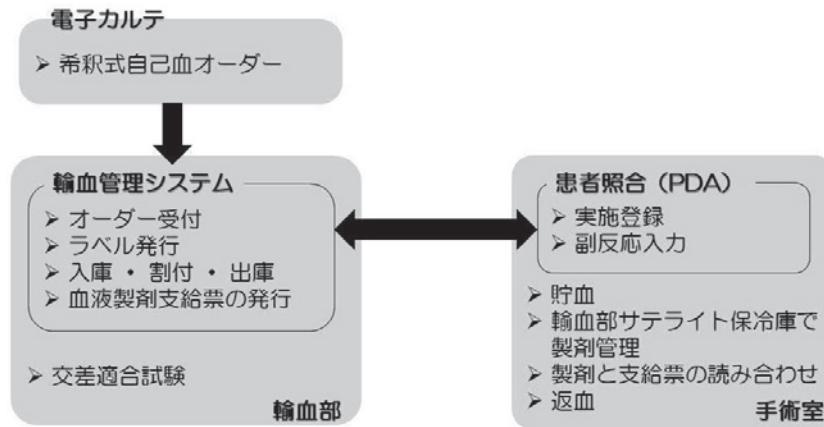 電子カルテ
➤ 希釈式自己血オーダー
輸血管理システム
➤ オーダー受付
➤ ラベル発行
➤ 入庫 ・ 割付 ・ 出庫
➤ 血液製剤支給票の発行
➤ 交差適合試験
輸血部
患者照合（PDA）
➤ 実施登録
➤ 副反応入力
➤ 貯血
➤ 輸血部サテライト保冷庫で
製剤管理
➤ 製剤と支給票の読み合わせ
➤ 返血
手術室